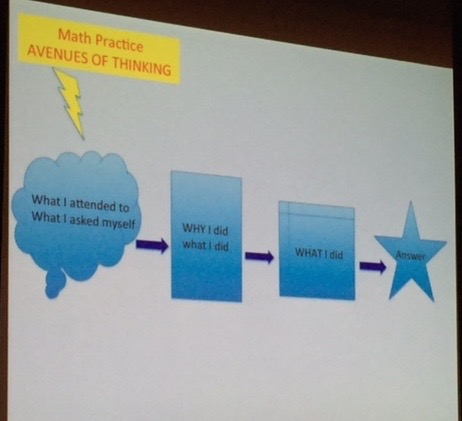 Math Practice
AVENUES OF THINKING
What I attended to
What I asked myself
WHY I did
what I did
WHAT I did
Answer